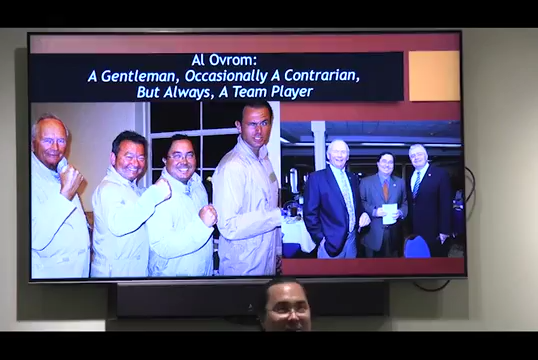 Al Ovrom:
A Gentleman, Occasionally A Contrarian,
But Always, A Team Player